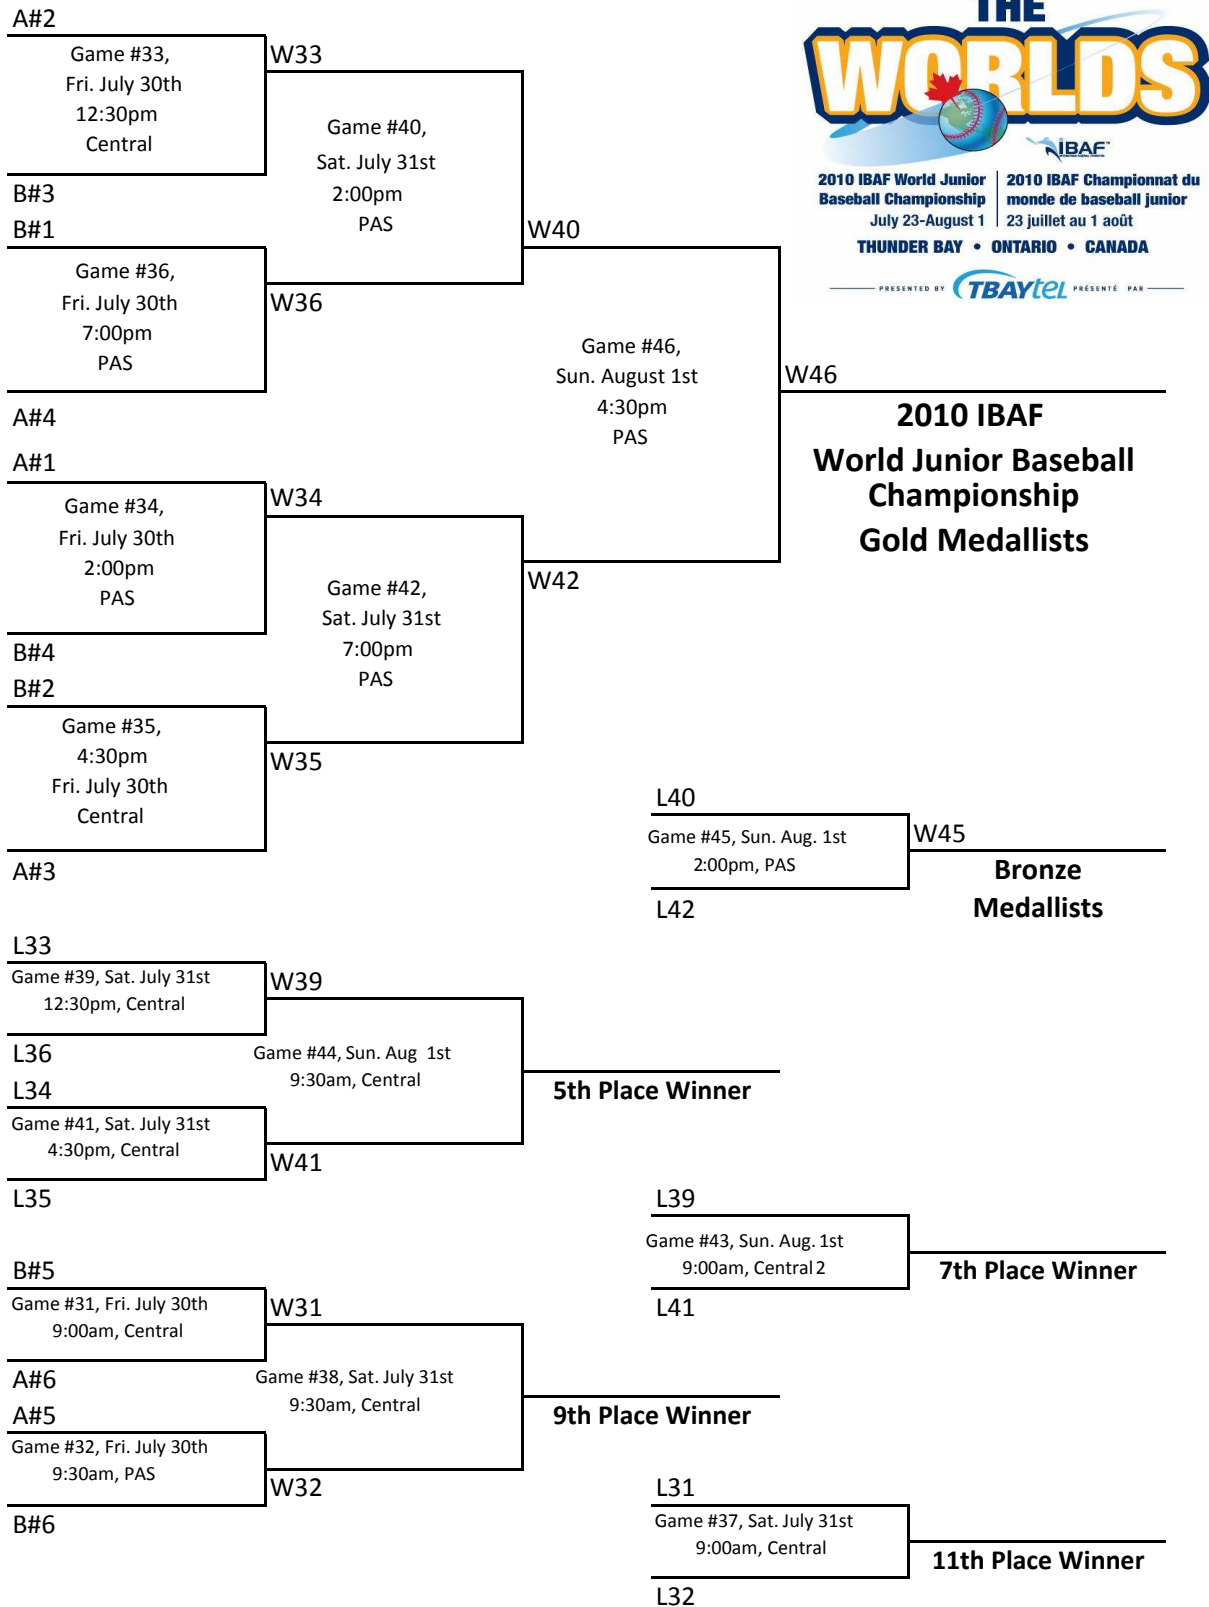 THE
WORLDS
IBAF™
2010 IBAF World Junior
Baseball Championship
July 23-August 1
2010 IBAF Championnat du
monde de baseball junior
23 juillet au 1 août
THUNDER BAY • ONTARIO • CANADA
PRESENTED BY TBAYTEL PRÉSENTÉ PAR
A#2
Game #33,
Fri. July 30th
12:30pm
Central
B#3
W33
B#1
Game #36,
Fri. July 30th
7:00pm
PAS
A#4
W36
Game #40,
Sat. July 31st
2:00pm
PAS
W40
A#1
Game #34,
Fri. July 30th
2:00pm
PAS
B#4
W34
B#2
Game #35,
4:30pm
Fri. July 30th
Central
A#3
W35
Game #42,
Sat. July 31st
7:00pm
PAS
W42
Game #46,
Sun. August 1st
4:30pm
PAS
W46
2010 IBAF
World Junior Baseball
Championship
Gold Medallists
L40
Game #45, Sun. Aug. 1st
2:00pm, PAS
L42
W45
Bronze
Medallists
L33
Game #39, Sat. July 31st
12:30pm, Central
L36
W39
L34
Game #41, Sat. July 31st
4:30pm, Central
L35
W41
Game #44, Sun. Aug 1st
9:30am, Central
5th Place Winner
L39
Game #43, Sun. Aug. 1st
9:00am, Central 2
L41
7th Place Winner
B#5
Game #31, Fri. July 30th
9:00am, Central
A#6
W31
A#5
Game #32, Fri. July 30th
9:30am, PAS
B#6
W32
Game #38, Sat. July 31st
9:30am, Central
9th Place Winner
L31
Game #37, Sat. July 31st
9:00am, Central
L32
11th Place Winner